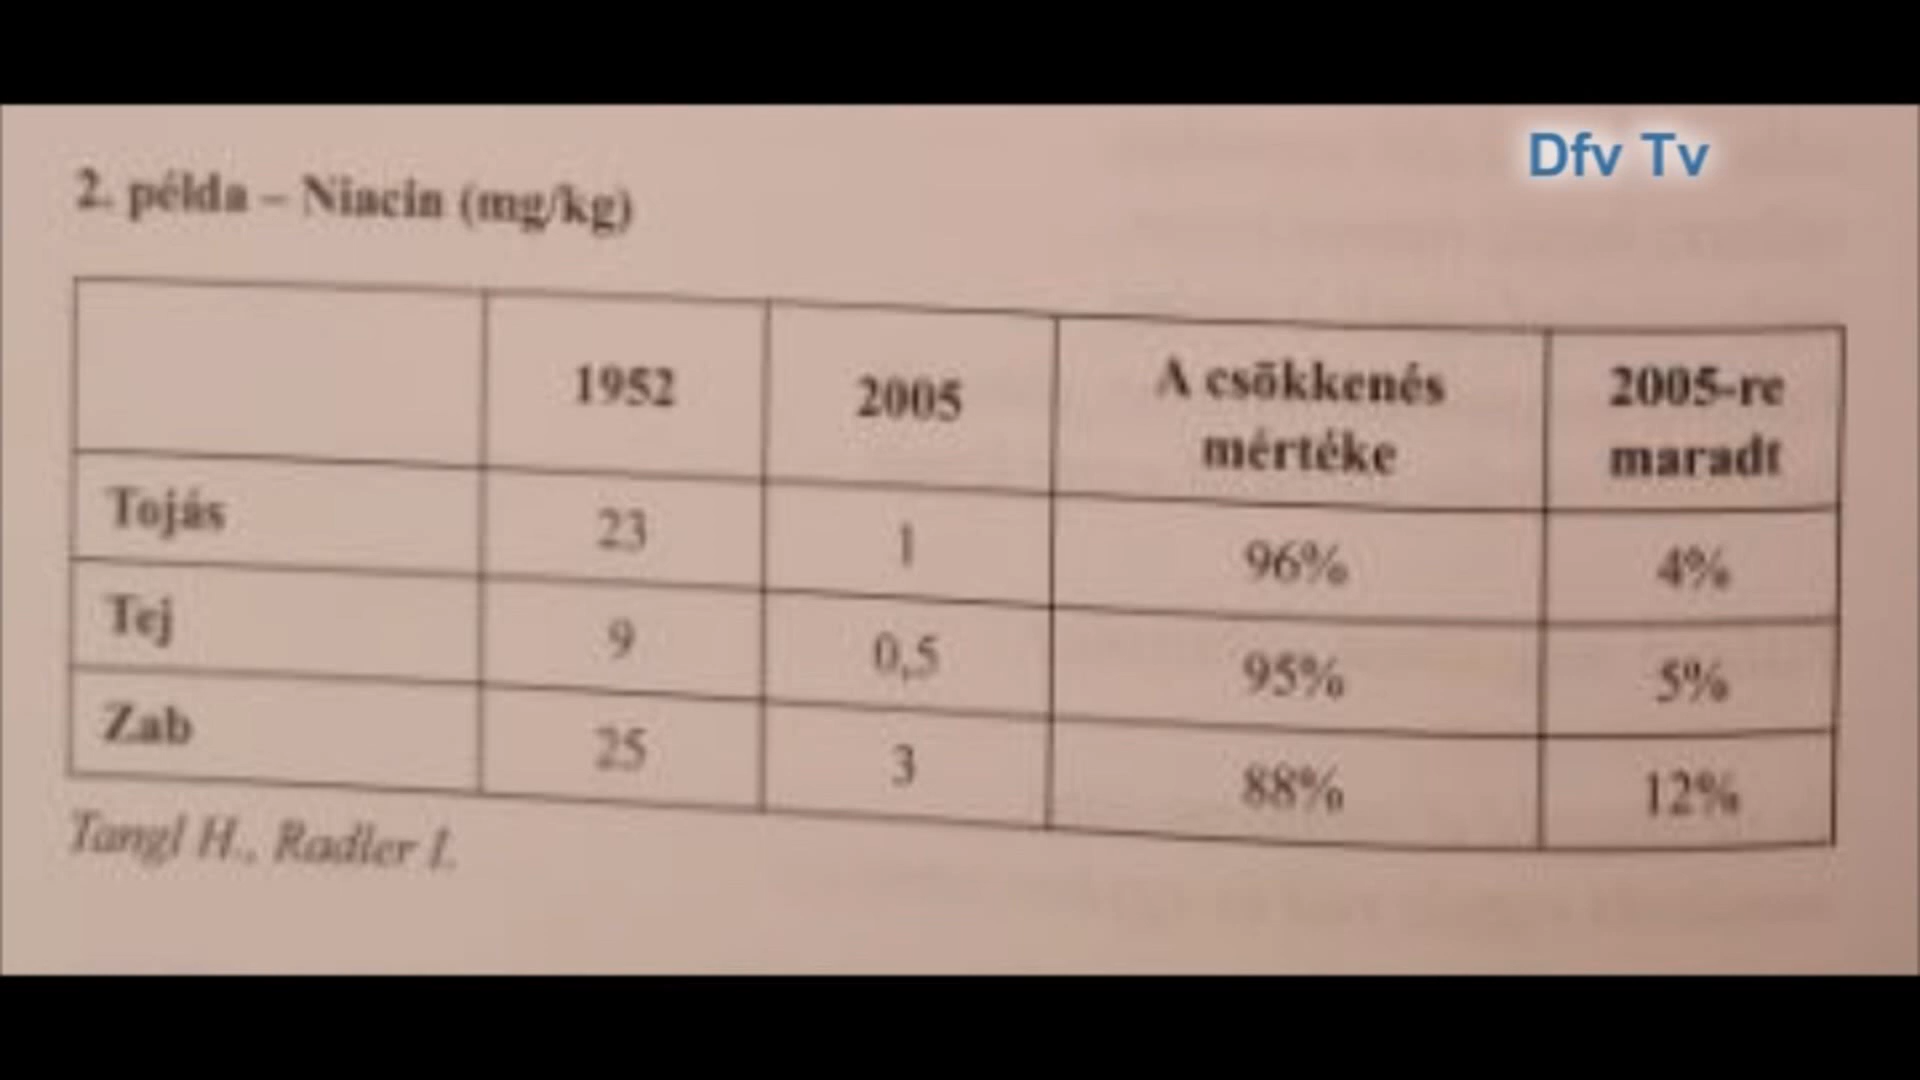 Dfv Tv
2. példa – Niacin (mg/kg)
1952 2005 A csökkenés mértéke 2005-re maradt
Tojás 23 1 96% 4%
Tej 9 0,5 95% 5%
Zab 25 3 88% 12%
Tangl H., Radler I.